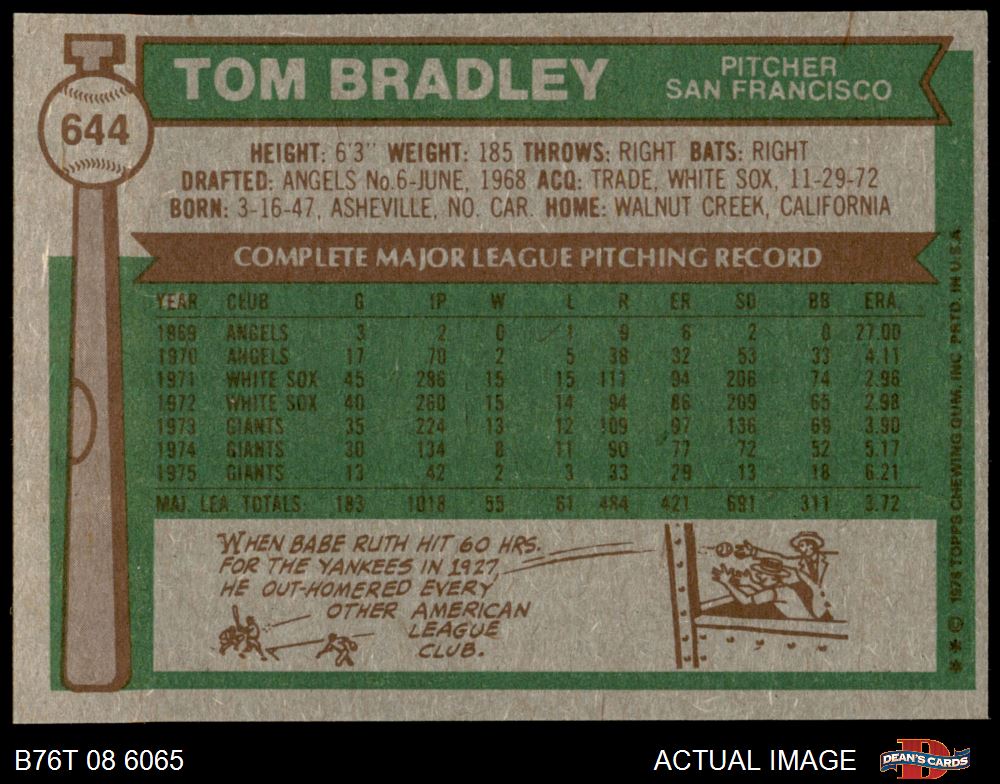 644
TOM BRADLEY
PITCHER
SAN FRANCISCO
HEIGHT: 6'3" WEIGHT: 185 THROWS: RIGHT BATS: RIGHT
DRAFTED: ANGELS No.6-JUNE, 1968 ACQ: TRADE, WHITE SOX, 11-29-72
BORN: 3-16-47, ASHEVILLE, NO. CAR. HOME: WALNUT CREEK, CALIFORNIA
COMPLETE MAJOR LEAGUE PITCHING RECORD
YEAR CLUB G IP W L R ER SO BB ERA
1969 ANGELS 3 2 0 1 9 6 2 0 27.00
1970 ANGELS 17 70 2 5 38 32 53 33 4.11
1971 WHITE SOX 45 286 15 15 117 94 206 74 2.96
1972 WHITE SOX 40 260 15 14 94 86 209 65 2.98
1973 GIANTS 35 224 13 12 109 97 136 69 3.90
1974 GIANTS 30 134 8 11 90 77 72 52 5.17
1975 GIANTS 13 42 2 3 33 29 13 18 6.21
MAJ. LEA. TOTALS 183 1018 55 61 484 421 691 311 3.72
WHEN BABE RUTH HIT 60 HRS.
FOR THE YANKEES IN 1927,
HE OUT-HOMERED EVERY
OTHER AMERICAN
LEAGUE
CLUB.
** © 1976 TOPPS CHEWING GUM, INC. PRTD. IN U.S.A.
B76T 08 6065
ACTUAL IMAGE
DEAN'S CARDS